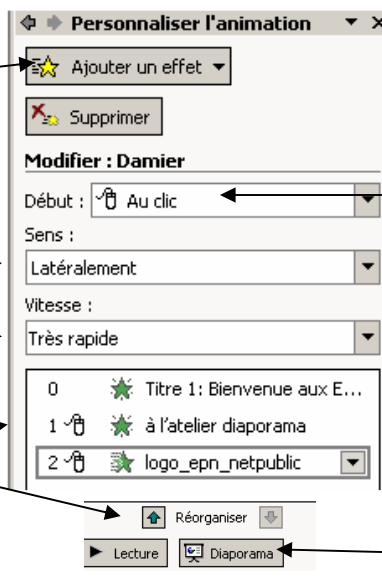 Personnaliser l'animation
Ajouter un effet
Supprimer
Modifier : Damier
Début : Au clic
Sens :
Latéralement
Vitesse :
Très rapide
0 Titre 1: Bienvenue aux E...
1 à l'atelier diaporama
2 logo_epn_netpublic
Réorganiser
Lecture Diaporama